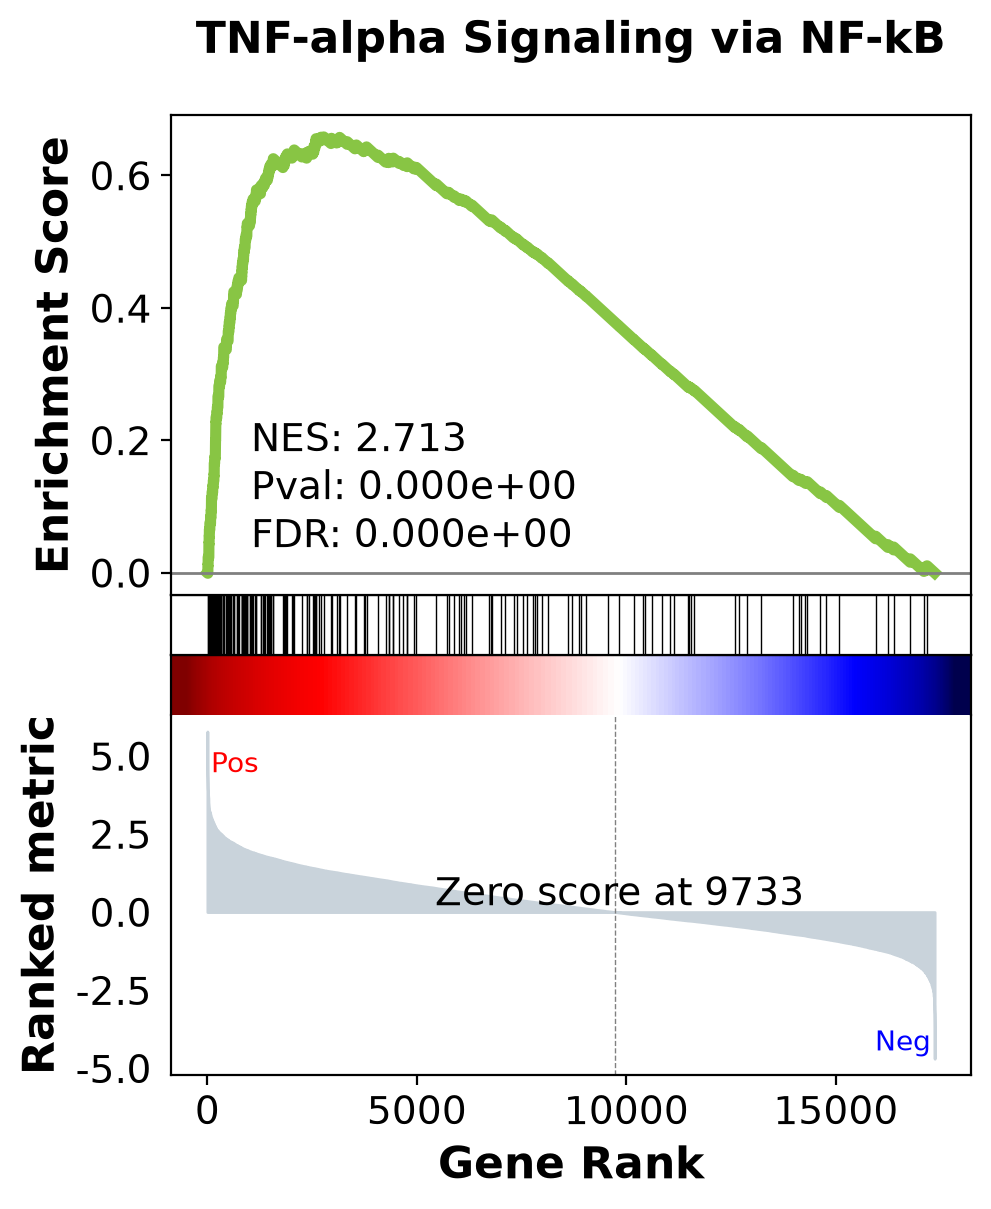 TNF-alpha Signaling via NF-kB
Enrichment Score
0.6
0.4
0.2
0.0
NES: 2.713
Pval: 0.000e+00
FDR: 0.000e+00
Ranked metric
5.0
2.5
0.0
-2.5
-5.0
Pos
Zero score at 9733
Neg
0 5000 10000 15000
Gene Rank